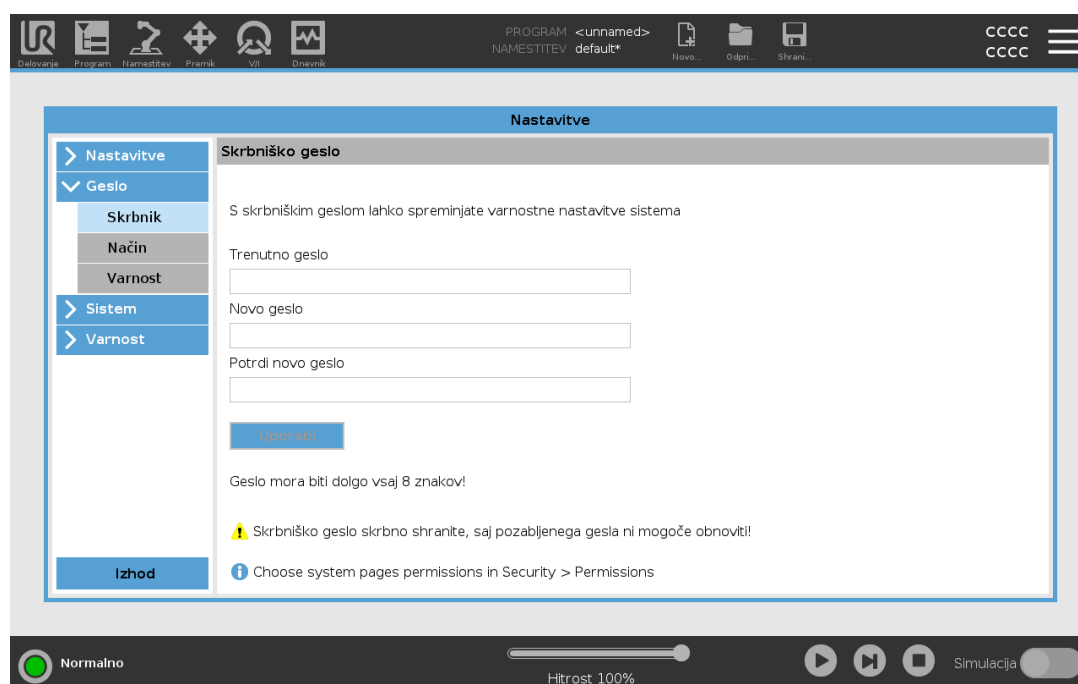 PROGRAM <unnamed>
NAMESTITEV default*
CCCC
CCCC
Delovanje Program Namestitev Premik V/I Dnevnik Novo... Odpri... Shrani...
Nastavitve
Nastavitve
Geslo
Skrbnik
Način
Varnost
Sistem
Varnost
Izhod
Skrbniško geslo
S skrbniškim geslom lahko spreminjate varnostne nastavitve sistema
Trenutno geslo
Novo geslo
Potrdi novo geslo
Uporabi
Geslo mora biti dolgo vsaj 8 znakov!
Skrbniško geslo skrbno shranite, saj pozabljenega gesla ni mogoče obnoviti!
Choose system pages permissions in Security > Permissions
Normalno
Hitrost 100%
Simulacija